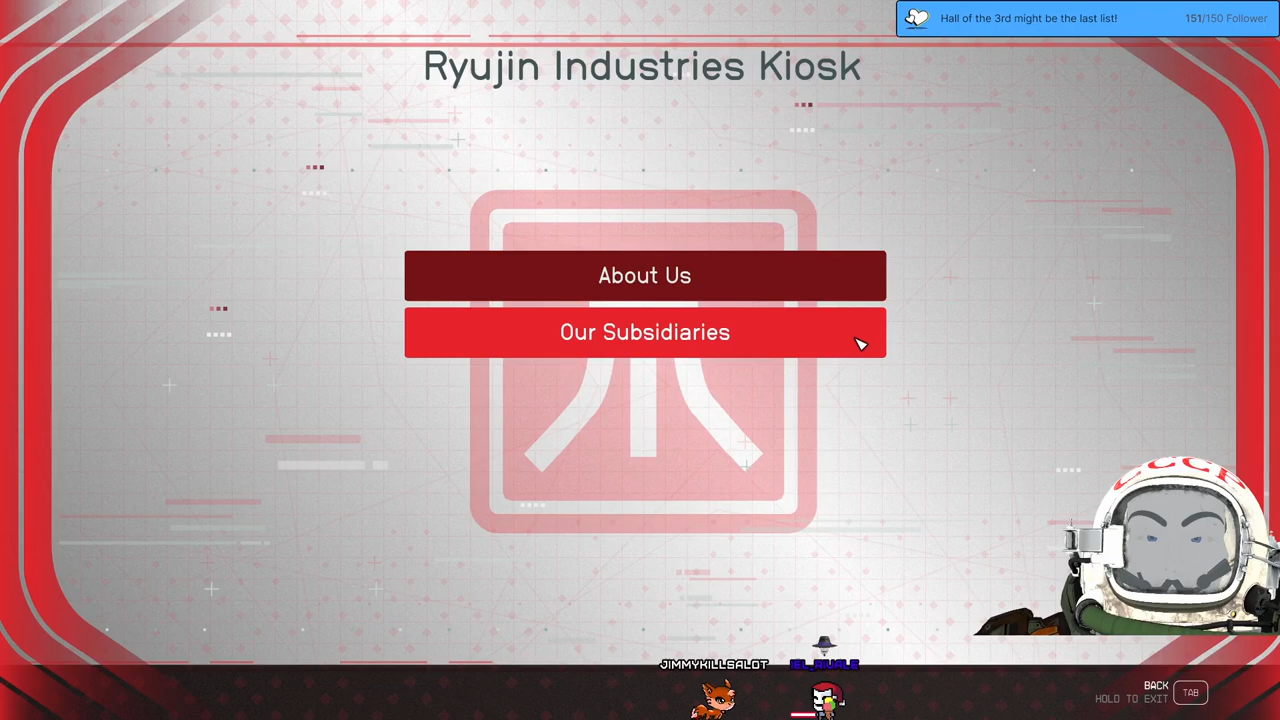 Hall of the 3rd might be the last list!
151/150 Follower
Ryujin Industries Kiosk
About Us
Our Subsidiaries
CCCP
JIMMYKILLSALOT
BACK
HOLD TO EXIT
TAB